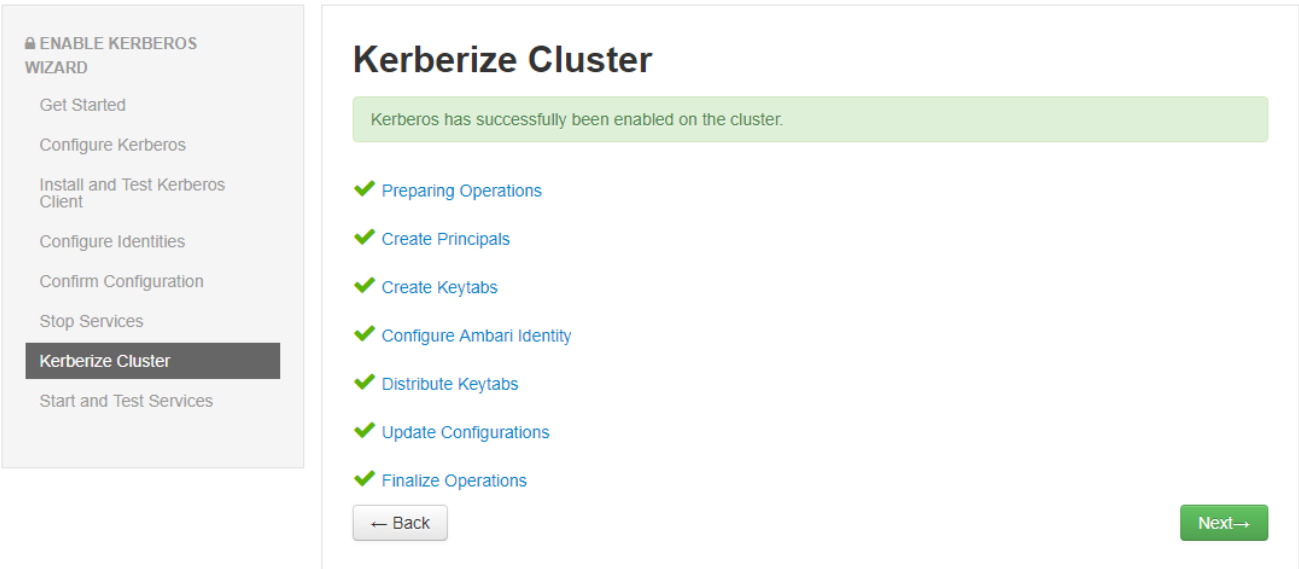 ENABLE KERBEROS
WIZARD
Get Started
Configure Kerberos
Install and Test Kerberos
Client
Configure Identities
Confirm Configuration
Stop Services
Kerberize Cluster
Start and Test Services
Kerberize Cluster
Kerberos has successfully been enabled on the cluster.
Preparing Operations
Create Principals
Create Keytabs
Configure Ambari Identity
Distribute Keytabs
Update Configurations
Finalize Operations
← Back
Next→